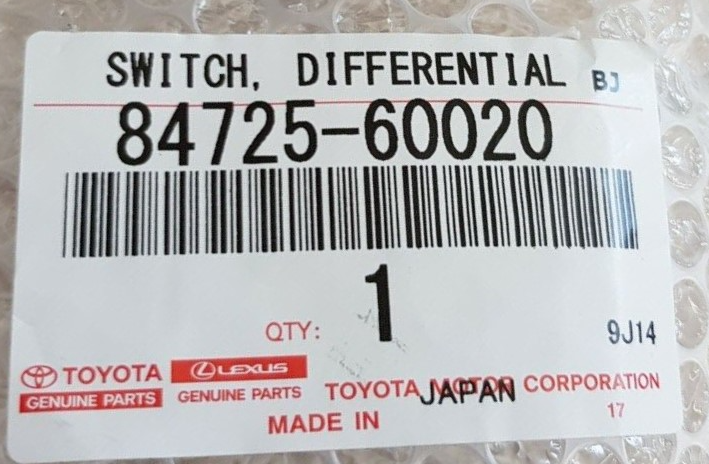 SWITCH, DIFFERENTIAL BJ
84725-60020
1
QTY:
9J14
TOYOTA
GENUINE PARTS
LEXUS
GENUINE PARTS
TOYOTA MOTOR CORPORATION
JAPAN
MADE IN
17